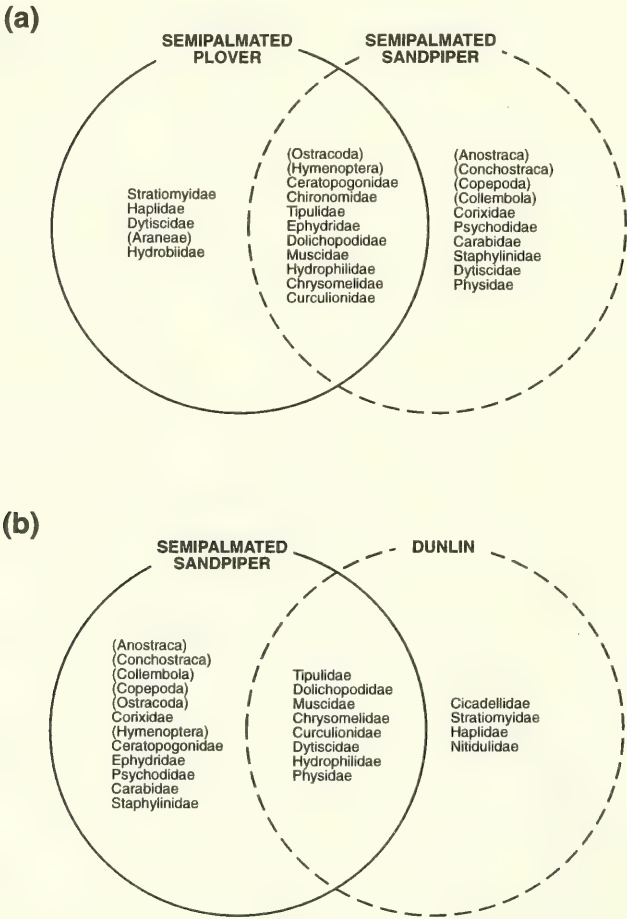 (a)
SEMIPALMATED
PLOVER
SEMIPALMATED
SANDPIPER
Stratiomyidae
Haplidae
Dytiscidae
(Araneae)
Hydrobiidae
(Ostracoda)
(Hymenoptera)
Ceratopogonidae
Chironomidae
Tipulidae
Ephydridae
Dolichopodidae
Muscidae
Hydrophilidae
Chrysomelidae
Curculionidae
(Anostraca)
(Conchostraca)
(Copepoda)
(Collembola)
Corixidae
Psychodidae
Carabidae
Staphylinidae
Dytiscidae
Physidae
(b)
SEMIPALMATED
SANDPIPER
DUNLIN
(Anostraca)
(Conchostraca)
(Collembola)
(Copepoda)
(Ostracoda)
Corixidae
(Hymenoptera)
Ceratopogonidae
Ephydridae
Psychodidae
Carabidae
Staphylinidae
Tipulidae
Dolichopodidae
Muscidae
Chrysomelidae
Curculionidae
Dytiscidae
Hydrophilidae
Physidae
Cicadellidae
Stratiomyidae
Haplidae
Nitidulidae